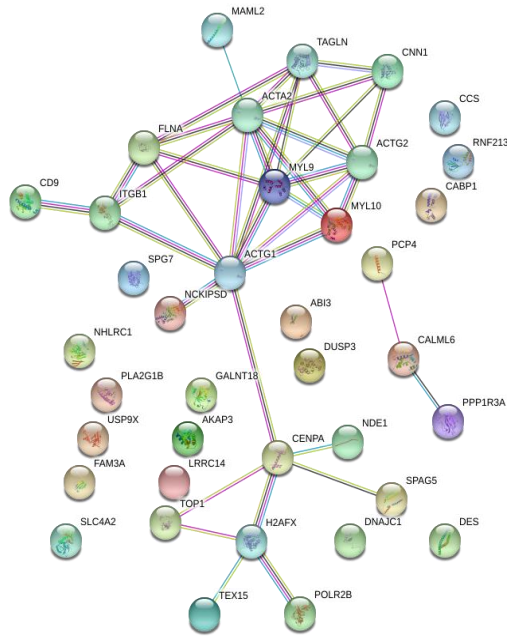 MAML2
TAGLN
CNN1
ACTA2
CCS
FLNA
ACTG2
RNF213
MYL9
CD9
ITGB1
CABP1
MYL10
ACTG1
PCP4
SPG7
NCKIPSD
ABI3
NHLRC1
DUSP3
CALML6
PLA2G1B
GALNT18
PPP1R3A
USP9X
AKAP3
NDE1
CENPA
FAM3A
LRRC14
SPAG5
TOP1
SLC4A2
H2AFX
DNAJC1
DES
TEX15
POLR2B